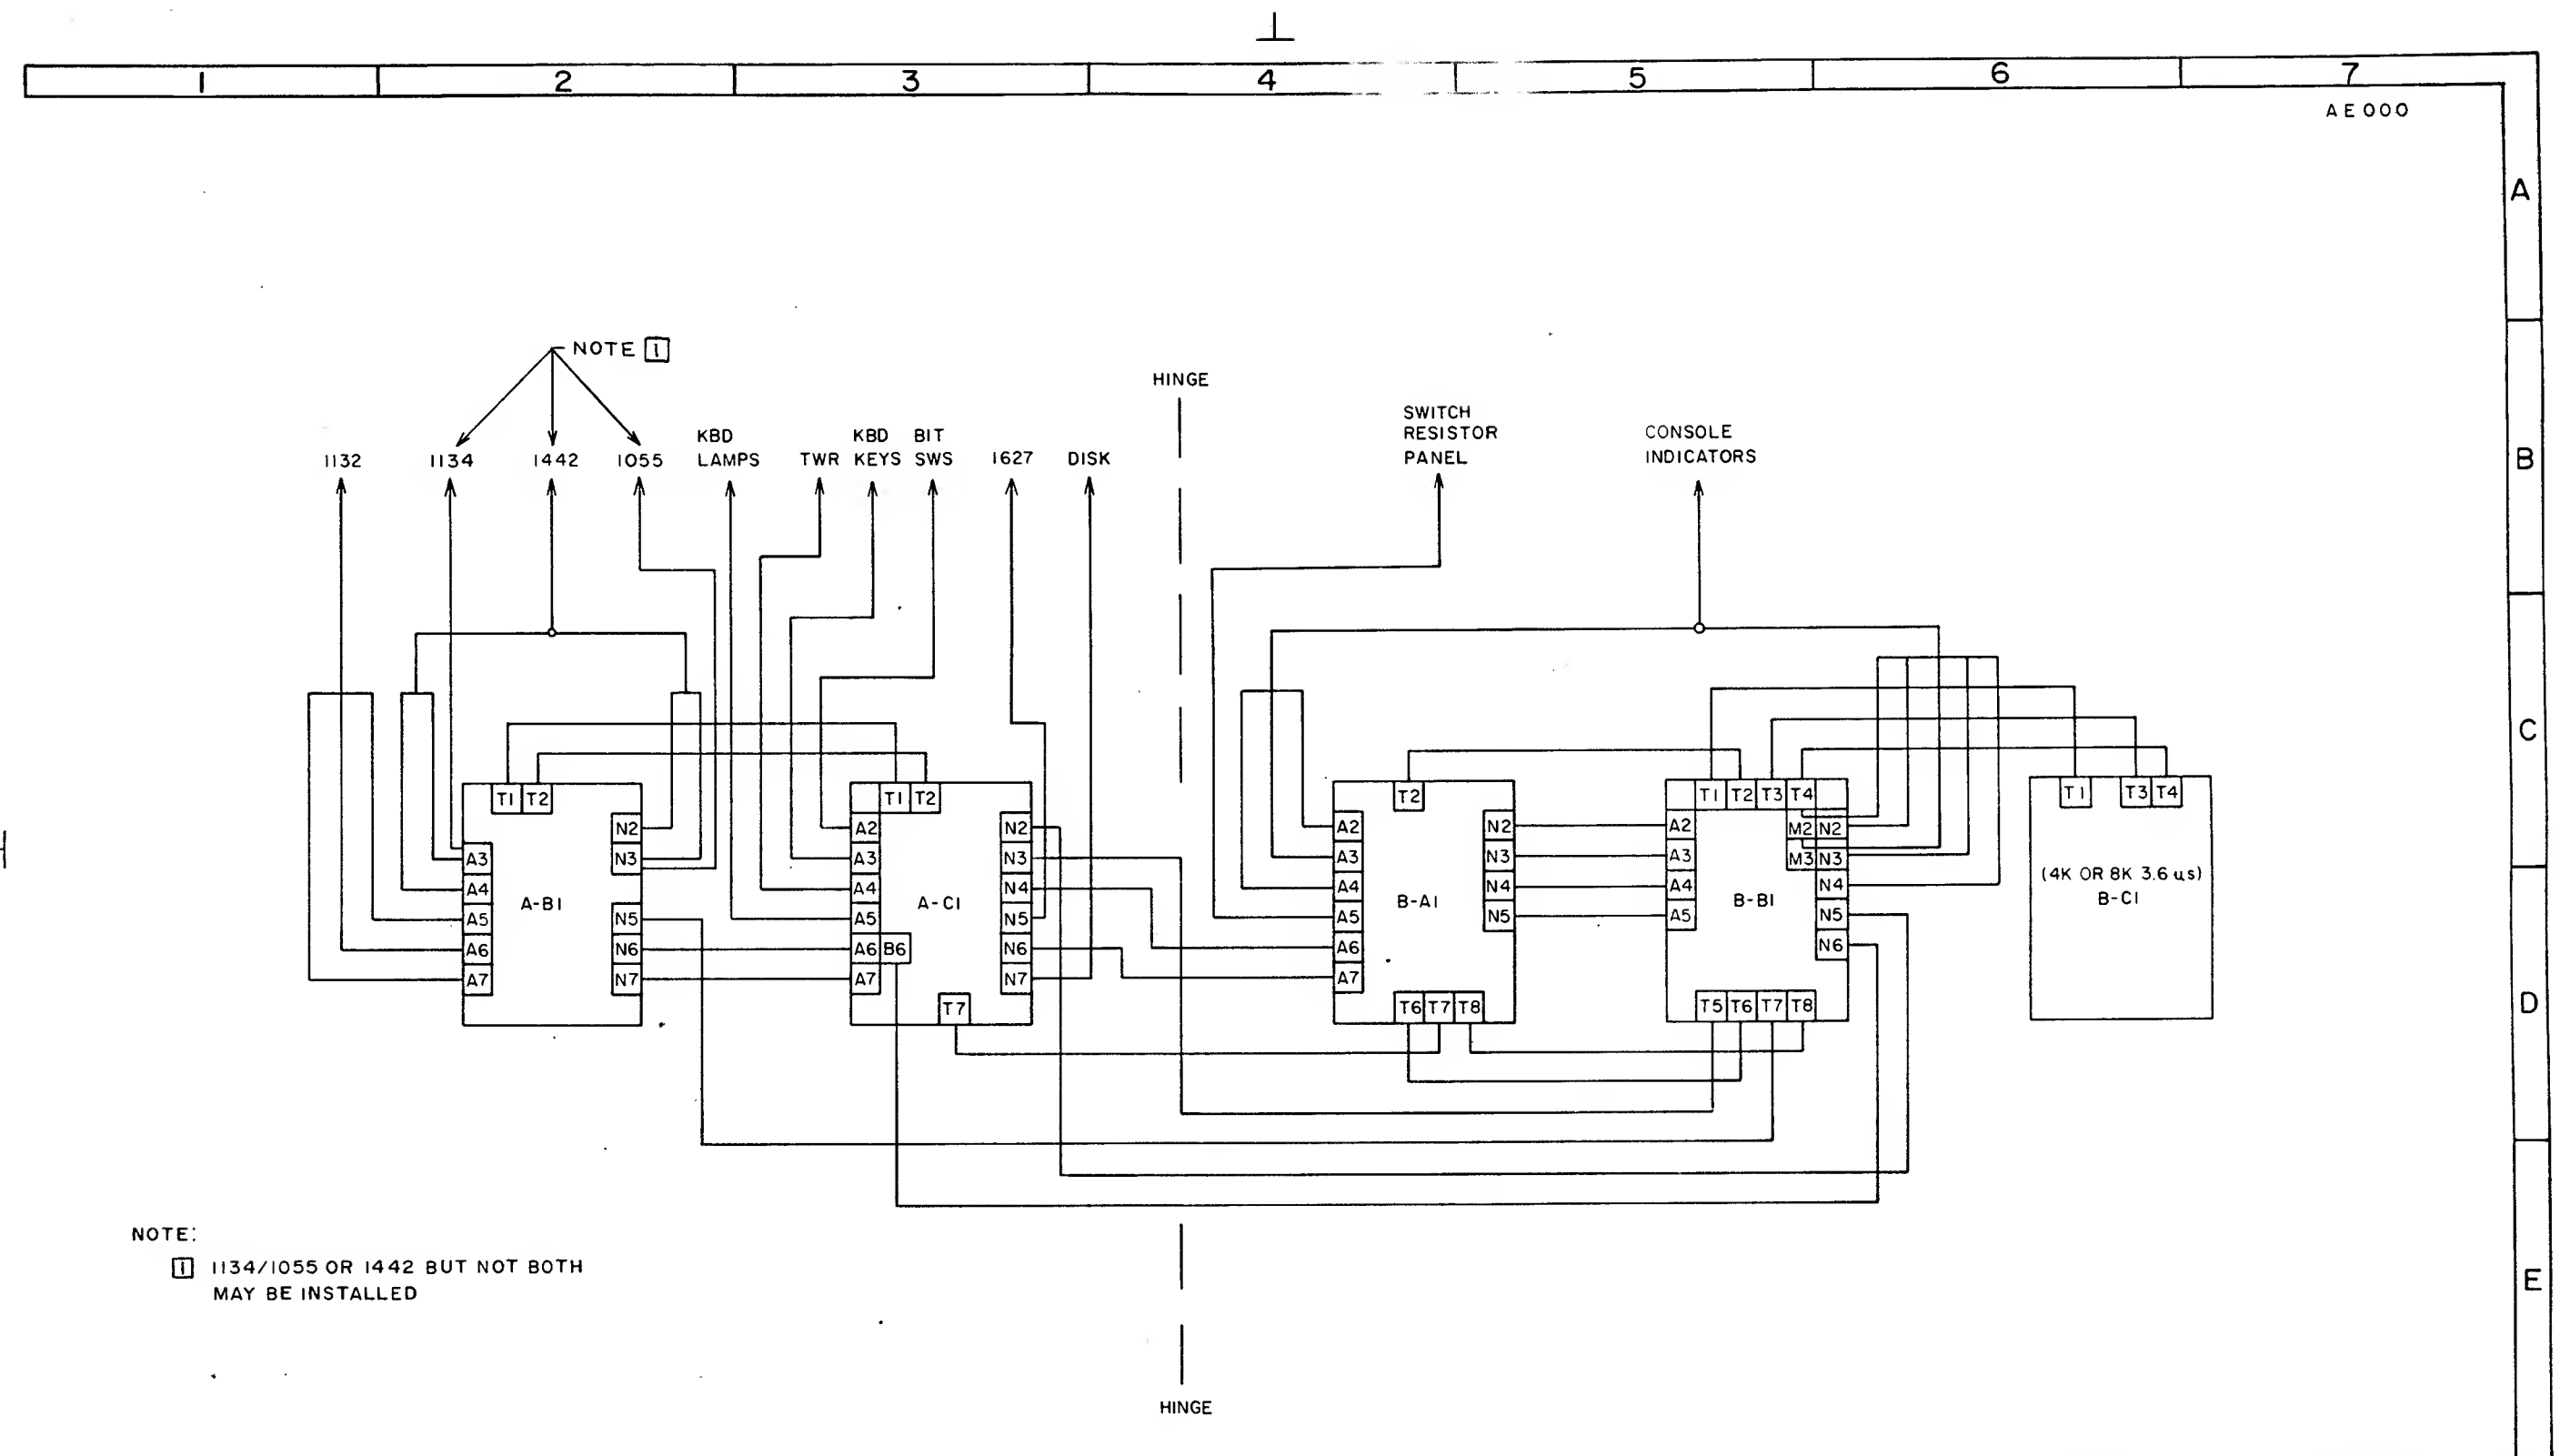 1 2 3 4 5 6 7
AE000
A
B
C
D
E
NOTE 1
HINGE
1132
1134
1442
1055
KBD
LAMPS
TWR
KBD
KEYS
BIT
SWS
1627
DISK
SWITCH
RESISTOR
PANEL
CONSOLE
INDICATORS
T1 T2
N2
N3
A3
A4
A5
A6
A7
A-B1
N5
N6
N7
T1 T2
A2
A3
A4
A5
A6 B6
A7
A-C1
N2
N3
N4
N5
N6
N7
T7
T2
A2
A3
A4
A5
A6
A7
B-A1
N2
N3
N4
N5
T6 T7 T8
T1 T2 T3 T4
A2
A3
A4
A5
B-B1
M2 N2
M3 N3
N4
N5
N6
T5 T6 T7 T8
T1 T3 T4
(4K OR 8K 3.6 us)
B-C1
NOTE:
1 1134/1055 OR 1442 BUT NOT BOTH
MAY BE INSTALLED
HINGE